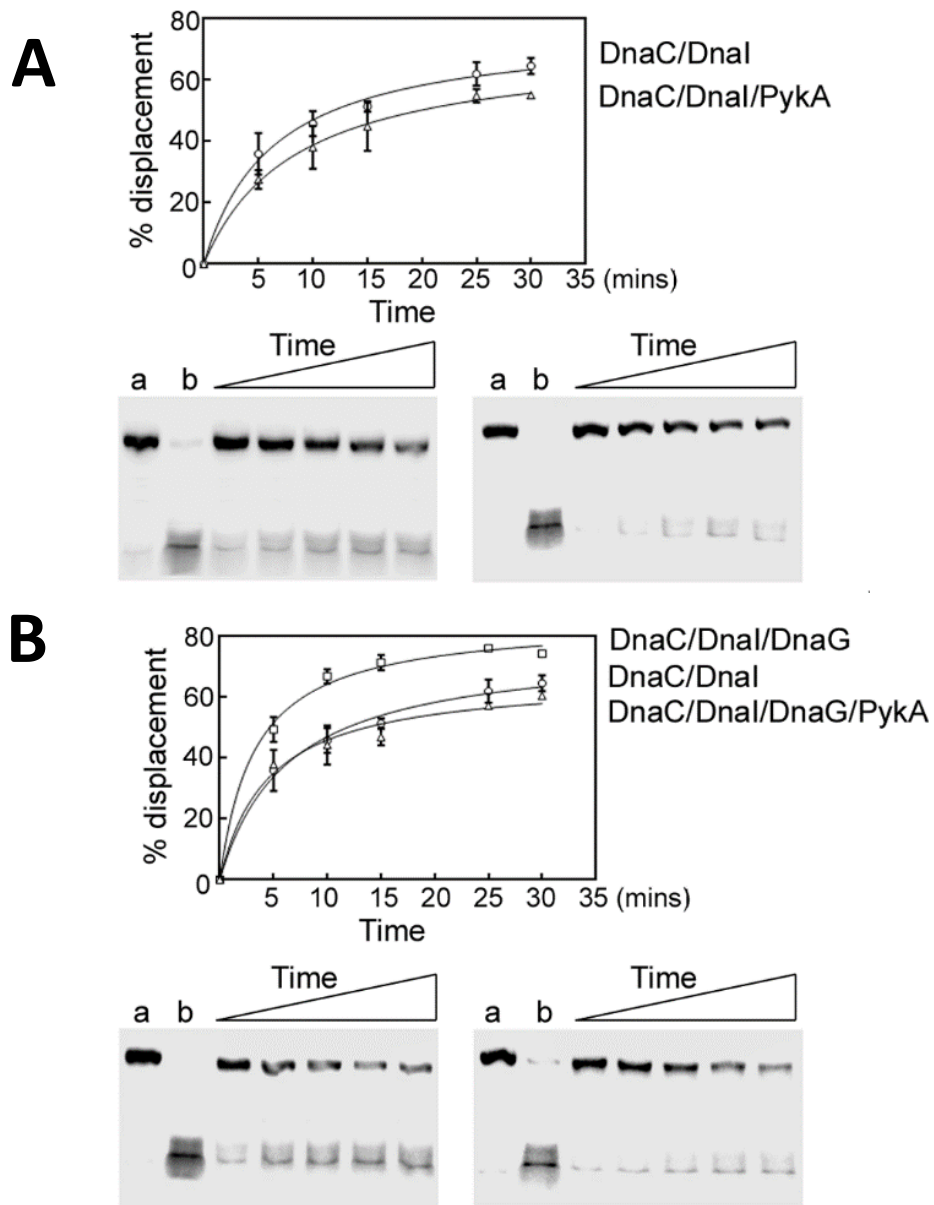 A
80
60
40
20
0
% displacement
5 10 15 20 25 30 35 (mins)
Time
DnaC/DnaI
DnaC/DnaI/PykA
a b Time
a b Time
B
80
60
40
20
0
% displacement
5 10 15 20 25 30 35 (mins)
Time
DnaC/DnaI/DnaG
DnaC/DnaI
DnaC/DnaI/DnaG/PykA
a b Time
a b Time